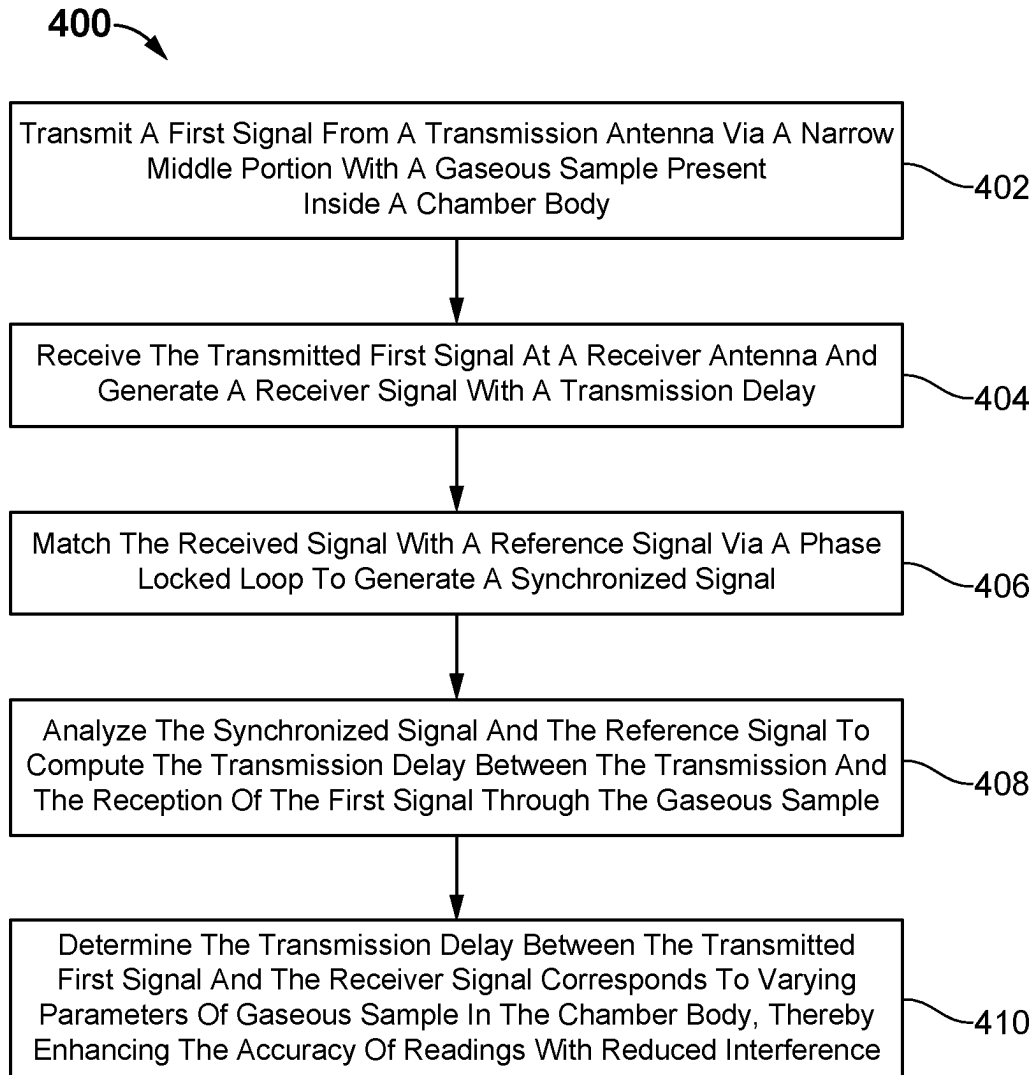 400
Transmit A First Signal From A Transmission Antenna Via A Narrow
Middle Portion With A Gaseous Sample Present
Inside A Chamber Body
402
Receive The Transmitted First Signal At A Receiver Antenna And
Generate A Receiver Signal With A Transmission Delay
404
Match The Received Signal With A Reference Signal Via A Phase
Locked Loop To Generate A Synchronized Signal
406
Analyze The Synchronized Signal And The Reference Signal To
Compute The Transmission Delay Between The Transmission And
The Reception Of The First Signal Through The Gaseous Sample
408
Determine The Transmission Delay Between The Transmitted
First Signal And The Receiver Signal Corresponds To Varying
Parameters Of Gaseous Sample In The Chamber Body, Thereby
Enhancing The Accuracy Of Readings With Reduced Interference
410